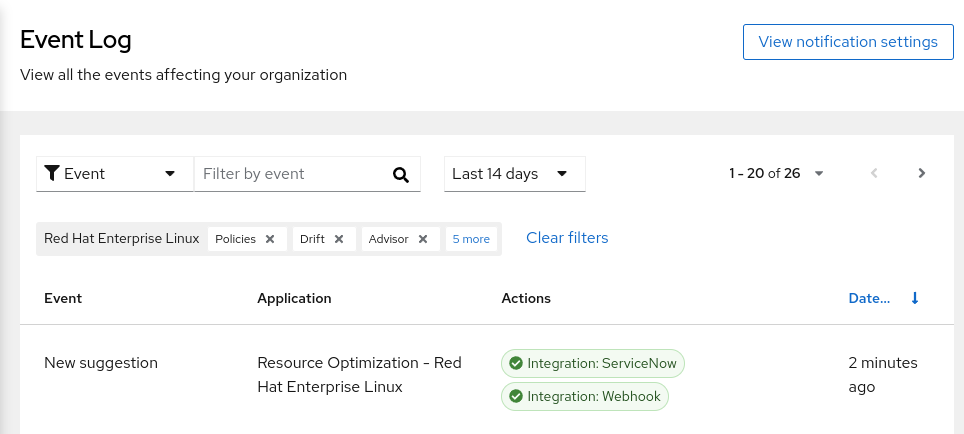 Event Log
View notification settings
View all the events affecting your organization
Event
Filter by event
Last 14 days
1 - 20 of 26
Red Hat Enterprise Linux Policies Drift Advisor 5 more Clear filters
Event Application Actions Date...
New suggestion
Resource Optimization - Red
Hat Enterprise Linux
Integration: ServiceNow
Integration: Webhook
2 minutes
ago